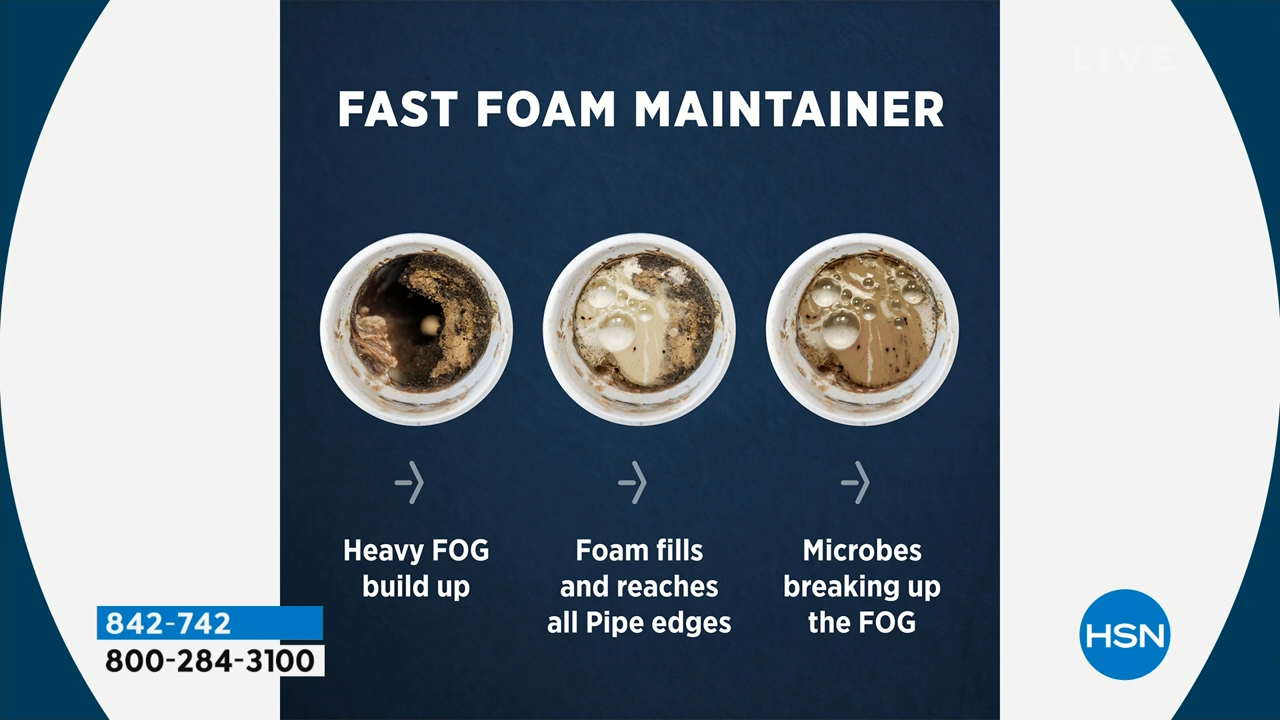 LIVE
FAST FOAM MAINTAINER
Heavy FOG
build up
Foam fills
and reaches
all Pipe edges
Microbes
breaking up
the FOG
842-742
800-284-3100
HSN